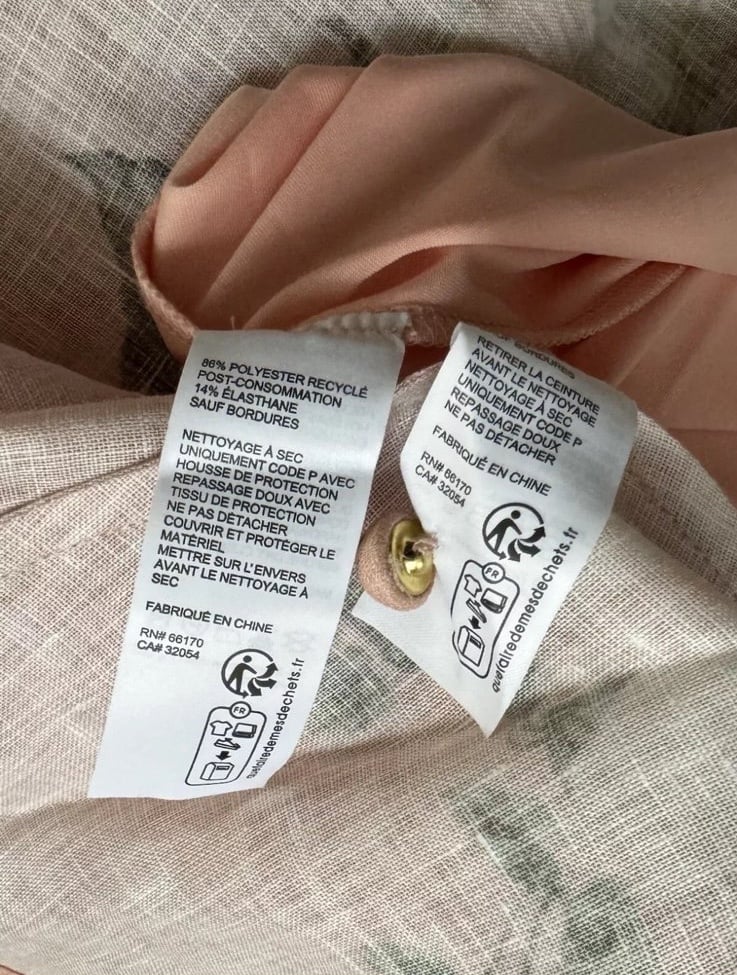 86% POLYESTER RECYCLÉ
POST-CONSOMMATION
14% ÉLASTHANE
SAUF BORDURES
NETTOYAGE À SEC
UNIQUEMENT CODE P AVEC
HOUSSE DE PROTECTION
REPASSAGE DOUX AVEC
TISSU DE PROTECTION
NE PAS DÉTACHER
COUVRIR ET PROTÉGER LE
MATÉRIEL
METTRE SUR L'ENVERS
AVANT LE NETTOYAGE À
SEC
FABRIQUÉ EN CHINE
RN# 66170
CA# 32054
FR
quefairedemesdechets.fr
BORDURES
RETIRER LA CEINTURE
AVANT LE NETTOYAGE
NETTOYAGE À SEC
UNIQUEMENT CODE P
REPASSAGE DOUX
NE PAS DÉTACHER
FABRIQUÉ EN CHINE
RN# 66170
CA# 32054
FR
quefairedemesdechets.fr